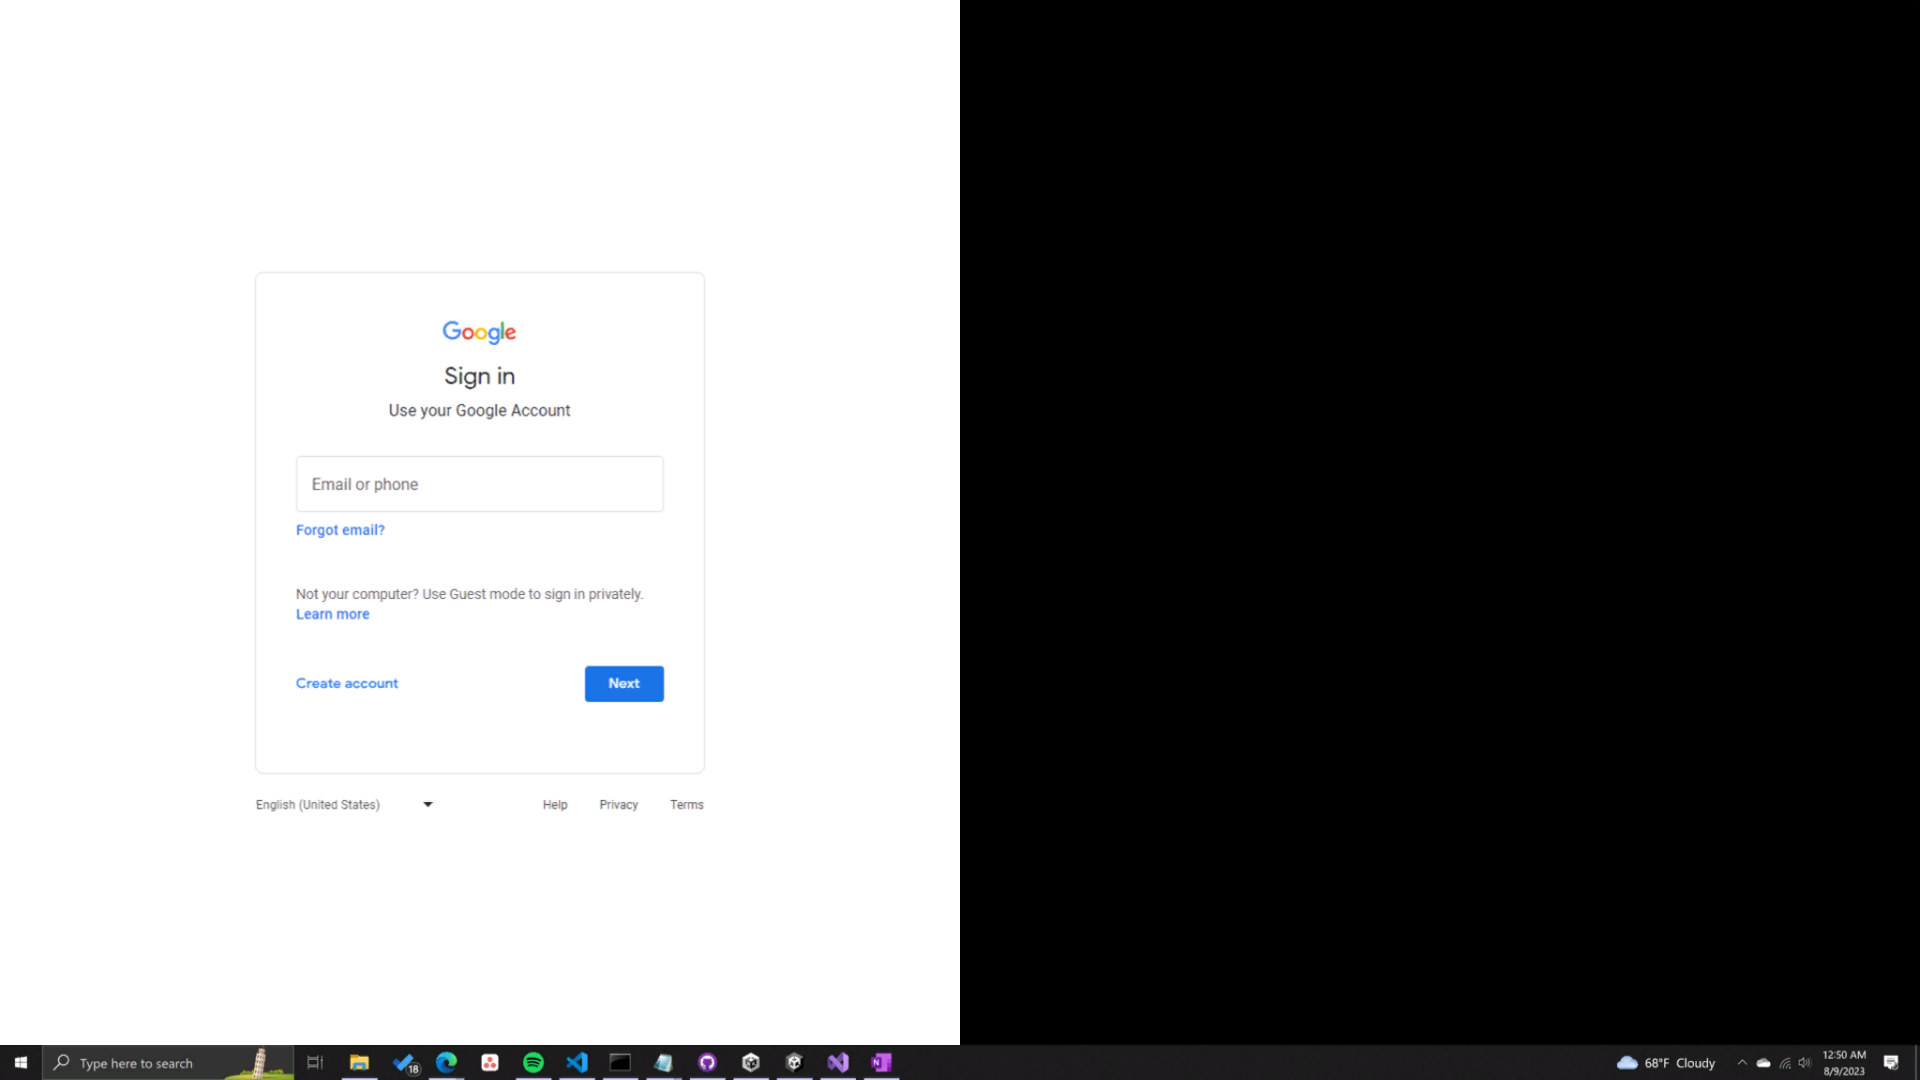 Google
Sign in
Use your Google Account
Email or phone
Forgot email?
Not your computer? Use Guest mode to sign in privately.
Learn more
Create account
Next
English (United States)
Help
Privacy
Terms
Type here to search
18
N
68°F Cloudy
12:50 AM
8/9/2023